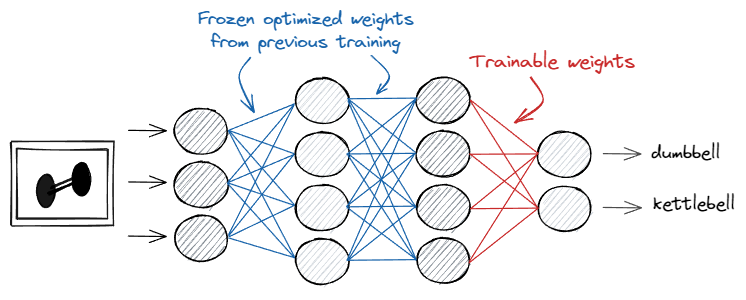 Frozen optimized weights
from previous training
Trainable weights
dumbbell
kettlebell